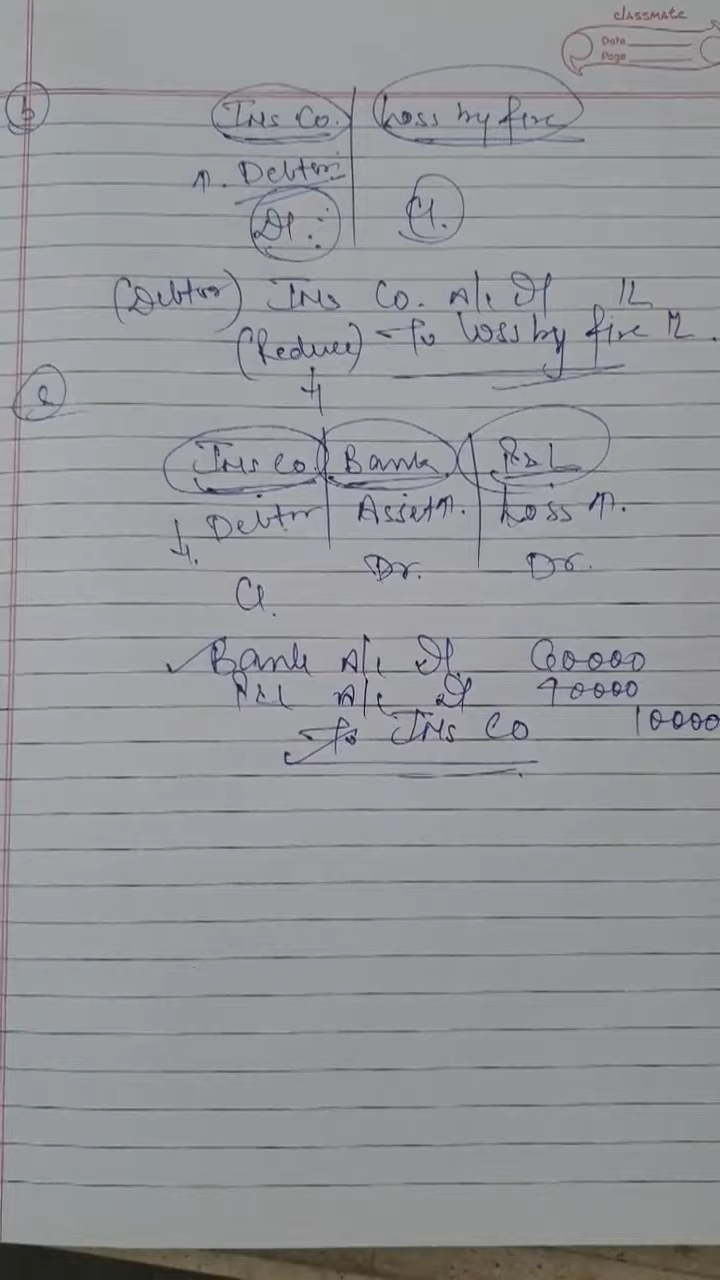 classmate
Date
Page
b
Ins Co. | Loss by fire
↑. Debtor
Dr. Cr.
(Debtor) Ins Co. A/c Dr 1L
(Reduce) - To loss by fire 1L.
↓
c
Ins Co. | Bank | P&L
↓ Debtor | Asset ↑. | Loss ↑.
Cr. Dr. Dr.
✓ Bank A/c Dr 60000
P&L A/c Dr 40000
- To Ins Co 10000